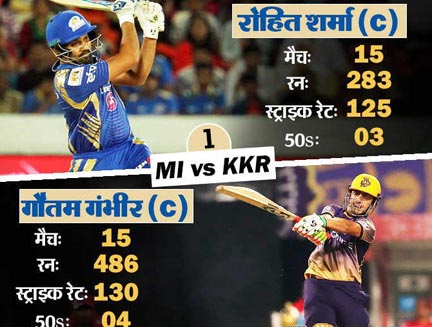 रोहित शर्मा (C)
मैचः 15
रनः 283
स्ट्राइक रेटः 125
50sः 03
1
MI vs KKR
गौतम गंभीर (C)
मैचः 15
रनः 486
स्ट्राइक रेटः 130
50sः 04